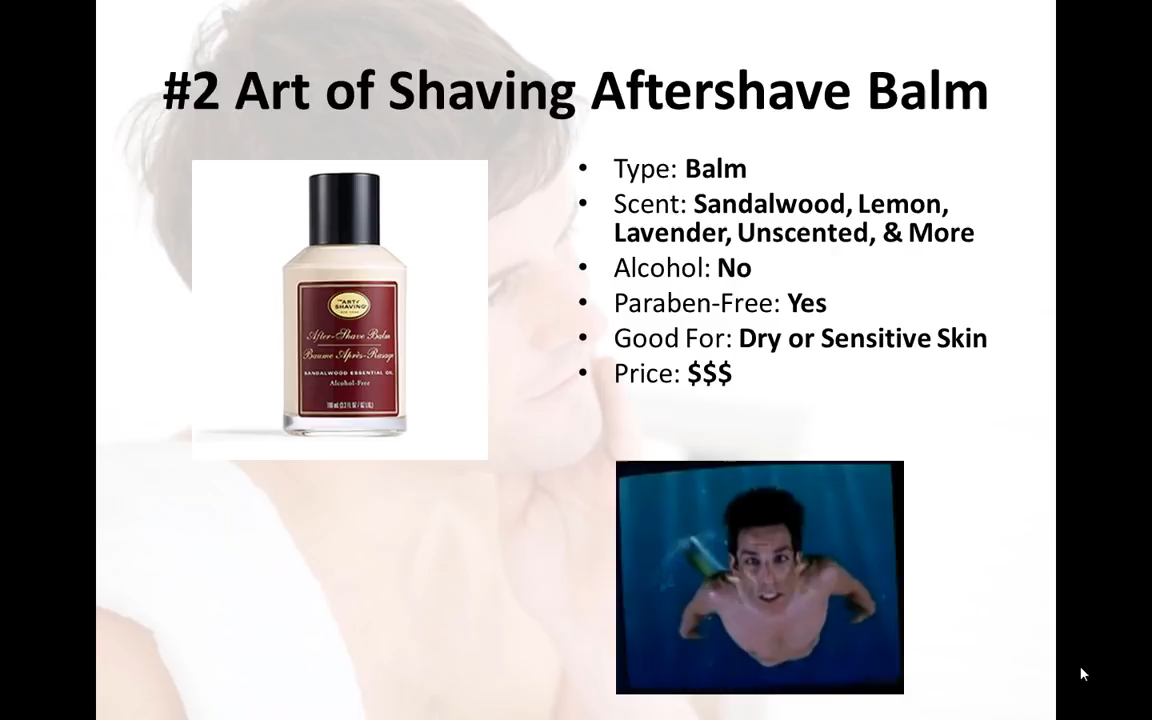 #2 Art of Shaving Aftershave Balm
• Type: Balm
• Scent: Sandalwood, Lemon,
Lavender, Unscented, & More
• Alcohol: No
• Paraben-Free: Yes
• Good For: Dry or Sensitive Skin
• Price: $$$
THE ART OF
SHAVING
After-Shave Balm
Baume Après-Rasage
SANDALWOOD ESSENTIAL OIL
Alcohol-Free